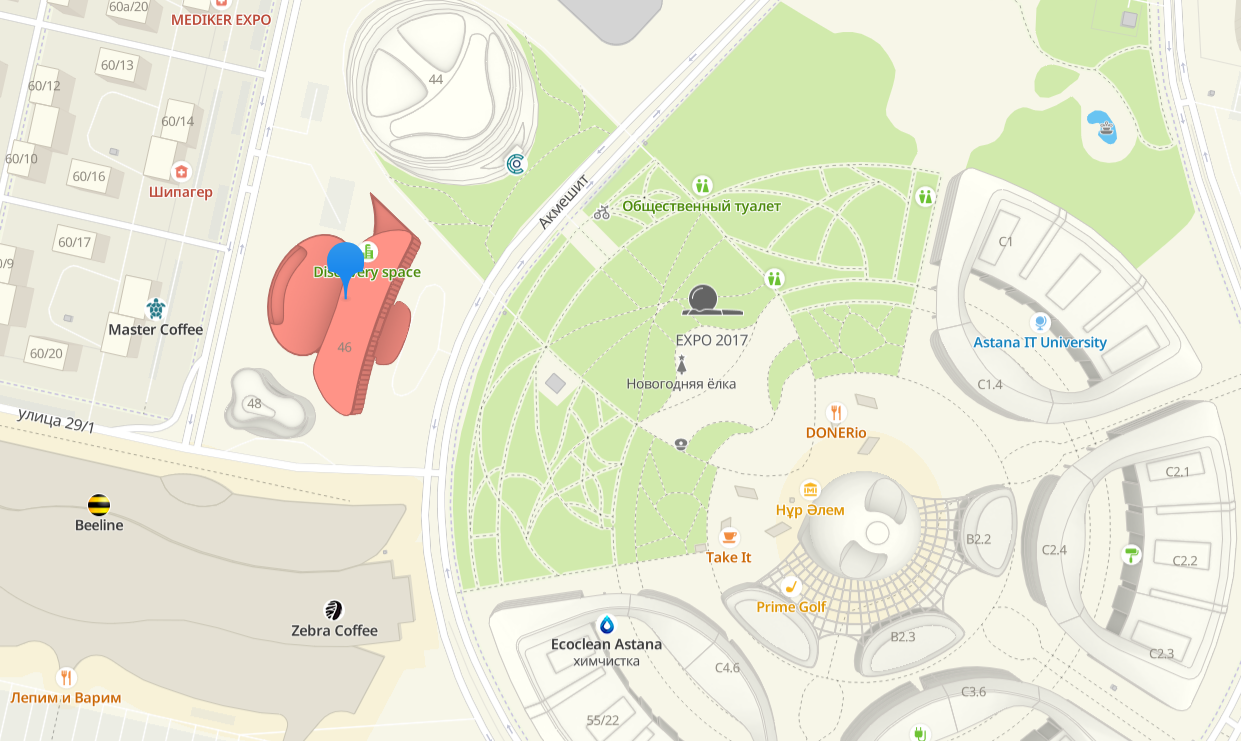 60а/20
MEDIKER EXPO
60/13
44
60/12
60/14
60/10
60/16
Шипагер
Акмешит
Общественный туалет
60/17
C1
/9
Discovery space
Master Coffee
EXPO 2017
Astana IT University
46
60/20
Новогодняя ёлка
C1.4
48
улица 29/1
DONERio
C2.1
Beeline
Нұр Әлем
B2.2
C2.4
Take It
C2.2
Zebra Coffee
Prime Golf
B2.3
Ecoclean Astana
химчистка
C2.3
C4.6
Лепим и Варим
C3.6
55/22